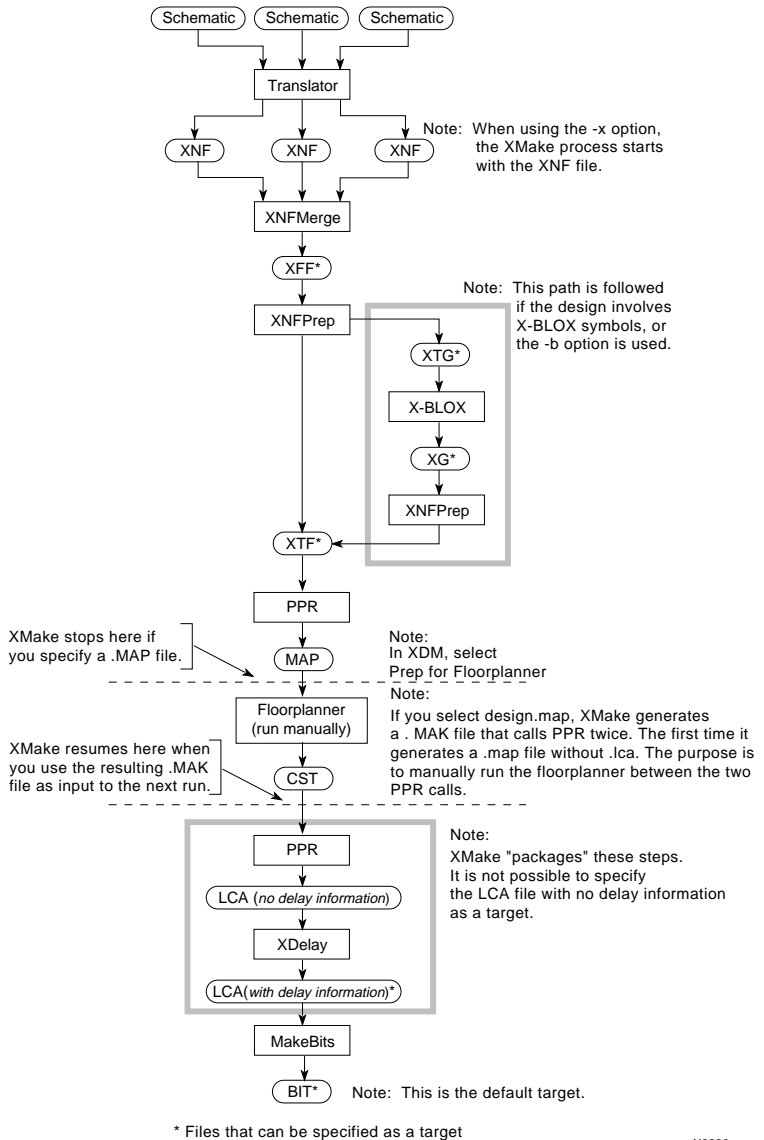 Schematic Schematic Schematic
Translator
XNF XNF XNF
Note: When using the -x option,
the XMake process starts
with the XNF file.
XNFMerge
XFF*
Note: This path is followed
if the design involves
X-BLOX symbols, or
the -b option is used.
XNFPrep
XTG*
X-BLOX
XG*
XNFPrep
XTF*
PPR
XMake stops here if
you specify a .MAP file.
MAP
Note:
In XDM, select
Prep for Floorplanner
Floorplanner
(run manually)
Note:
If you select design.map, XMake generates
a . MAK file that calls PPR twice. The first time it
generates a .map file without .lca. The purpose is
to manually run the floorplanner between the two
PPR calls.
XMake resumes here when
you use the resulting .MAK
file as input to the next run.
CST
PPR
LCA (no delay information)
XDelay
LCA(with delay information)*
Note:
XMake "packages" these steps.
It is not possible to specify
the LCA file with no delay information
as a target.
MakeBits
BIT*
Note: This is the default target.
* Files that can be specified as a target